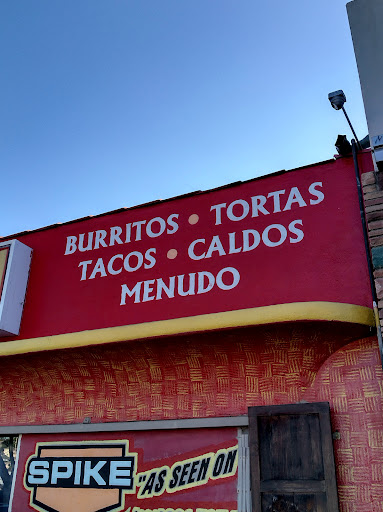 BURRITOS • TORTAS
TACOS • CALDOS
MENUDO
SPIKE
"AS SEEN ON